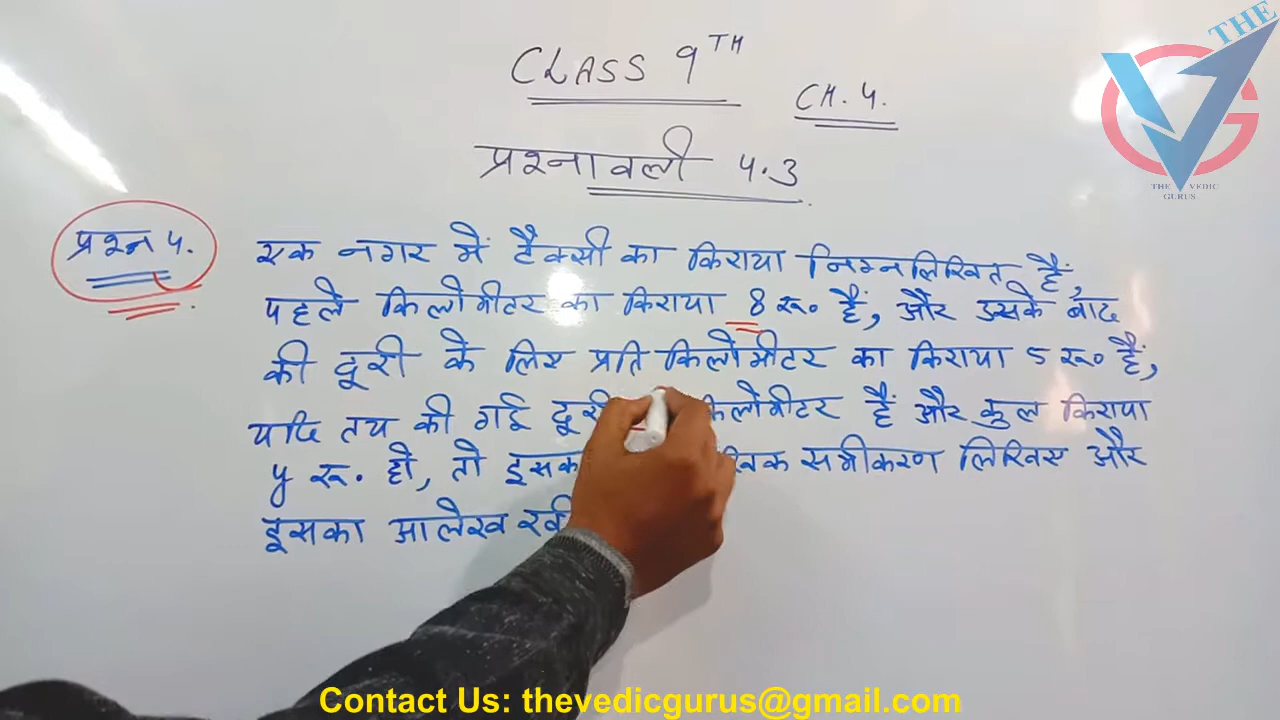 CLASS 9TH
CH. 4.
प्रश्नावली 4.3
प्रश्न 4.
एक नगर में टैक्सी का किराया निम्नलिखित हैं,
पहले किलोमीटर का किराया 8 रू० हैं, और उसके बाद
की दूरी के लिए प्रति किलोमीटर का किराया 5 रू० हैं,
यदि तय की गई किलोमीटर हैं और कुल किराया
y रू. हो, तो समीकरण लिखिए और
इसका आलेख
THE
THE VEDIC
GURUS
Contact Us: thevedicgurus@gmail.com